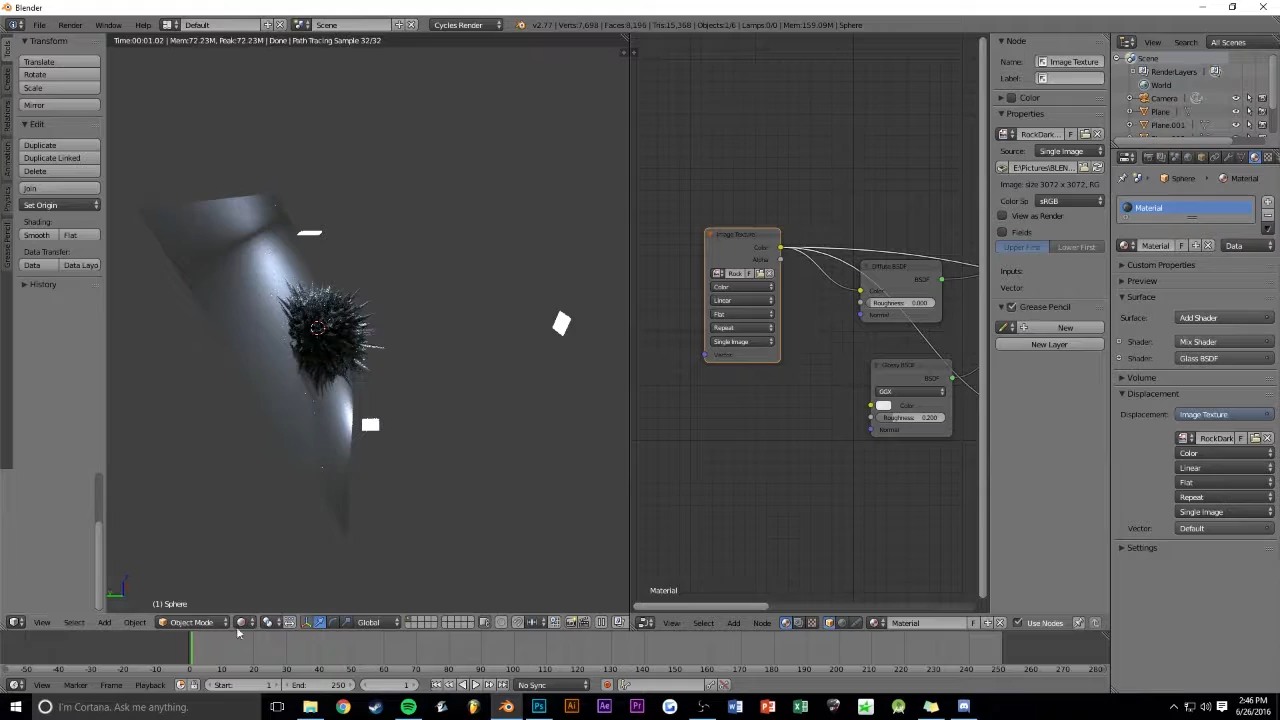 Blender
File Render Window Help Default Scene Cycles Render v2.77 | Verts:7,698 | Faces:8,196 | Tris:15,368 | Objects:1/6 | Lamps:0/0 | Mem:159.09M | Sphere
View Search All Scenes
Time:00:01.02 | Mem:72.23M, Peak:72.23M | Done | Path Tracing Sample 32/32
Transform
Translate
Rotate
Scale
Mirror
Edit
Duplicate
Duplicate Linked
Delete
Join
Set Origin
Shading:
Smooth Flat
Data Transfer:
Data Data Layo
History
Tools
Create
Relations
Animation
Physics
Grease Pencil
(1) Sphere
Image Texture
Color
Alpha
Rock F
Color
Linear
Flat
Repeat
Single Image
Vector
Diffuse BSDF
BSDF
Color
Roughness: 0.000
Normal
Glossy BSDF
BSDF
GGX
Color
Roughness: 0.200
Normal
Material
Node
Name: Image Texture
Label:
Color
Properties
RockDark... F
Source: Single Image
E:\Pictures\BLEN...
Image: size 3072 x 3072, RG
Color Sp sRGB
View as Render
Fields
Upper First Lower First
Inputs:
Vector:
Grease Pencil
New
New Layer
Scene
RenderLayers
World
Camera
Plane
Plane.001
Sphere Material
Material
Material F Data
Custom Properties
Preview
Surface
Surface: Add Shader
Shader: Mix Shader
Shader: Glass BSDF
Volume
Displacement
Displacement: Image Texture
RockDark F
Color
Linear
Flat
Repeat
Single Image
Vector: Default
Settings
View Select Add Object Object Mode Global
View Select Add Node Material F Use Nodes
-50 -40 -30 -20 -10 0 10 20 30 40 50 60 70 80 90 100 110 120 130 140 150 160 170 180 190 200 210 220 230 240 250 260 270 280
View Marker Frame Playback Start: 1 End: 250 1 No Sync
I'm Cortana. Ask me anything.
2:46 PM
6/26/2016